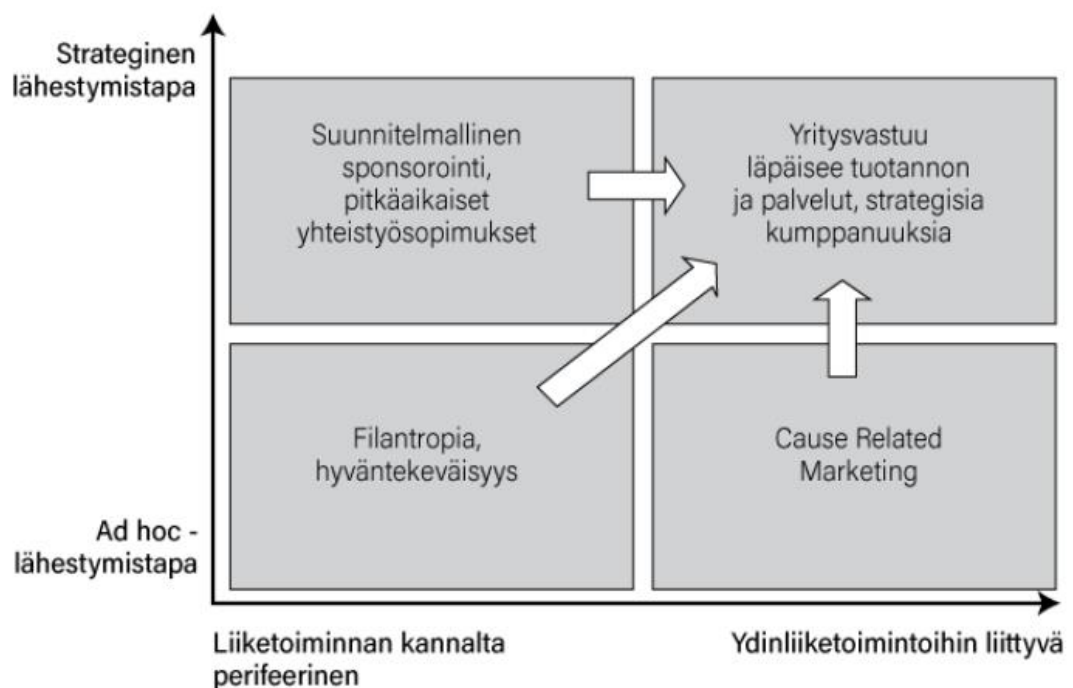 Strateginen
lähestymistapa
Suunnitelmallinen
sponsorointi,
pitkäaikaiset
yhteistyösopimukset
Yritysvastuu
läpäisee tuotannon
ja palvelut, strategisia
kumppanuuksia
Filantropia,
hyväntekeväisyys
Cause Related
Marketing
Ad hoc -
lähestymistapa
Liiketoiminnan kannalta
perifeerinen
Ydinliiketoimintoihin liittyvä